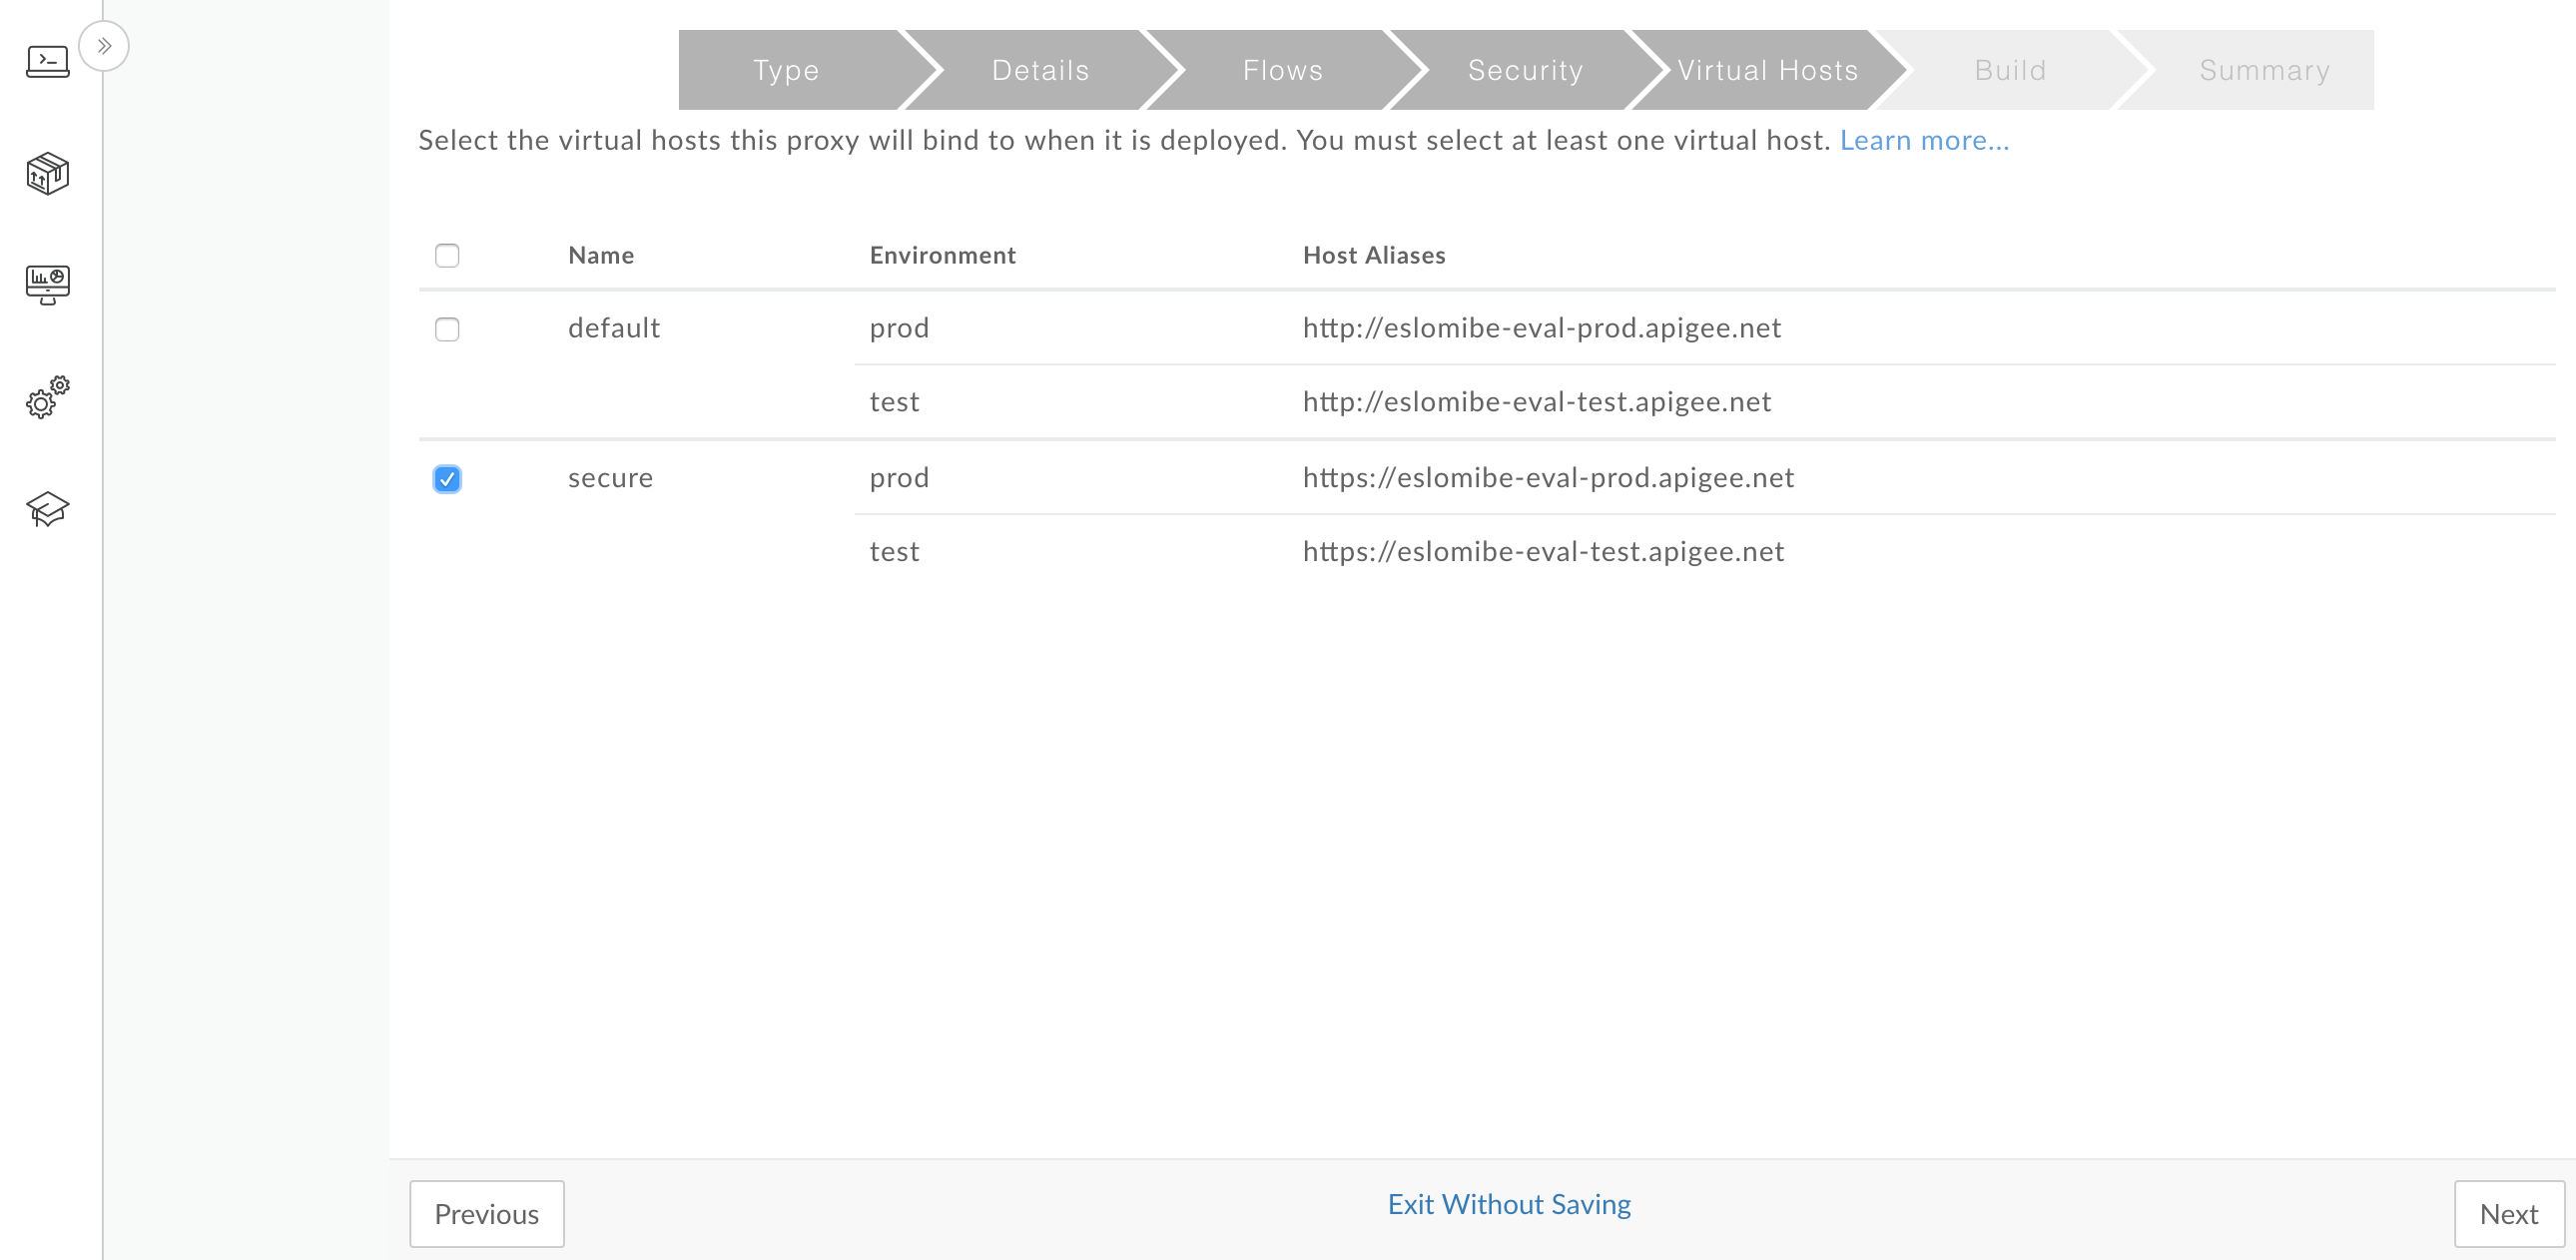 Type Details Flows Security Virtual Hosts Build Summary
Select the virtual hosts this proxy will bind to when it is deployed. You must select at least one virtual host. Learn more...
Name Environment Host Aliases
default prod http://eslomibe-eval-prod.apigee.net
test http://eslomibe-eval-test.apigee.net
secure prod https://eslomibe-eval-prod.apigee.net
test https://eslomibe-eval-test.apigee.net
Previous Exit Without Saving Next